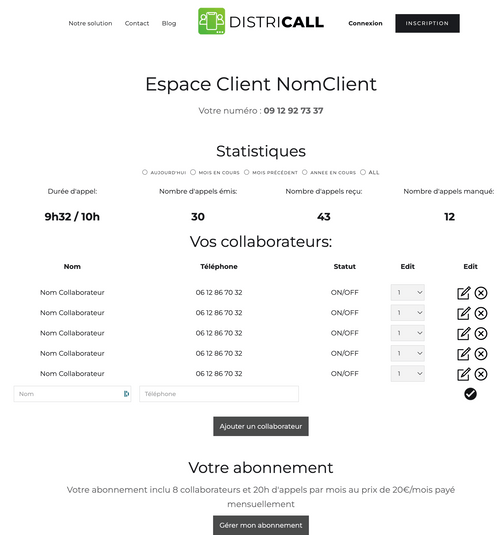 Notre solution Contact Blog DISTRICALL Connexion INSCRIPTION
Espace Client NomClient
Votre numéro : 09 12 92 73 37
Statistiques
AUJOURD'HUI MOIS EN COURS MOIS PRÉCÉDENT ANNEE EN COURS ALL
Durée d'appel: Nombre d'appels émis: Nombre d'appels reçu: Nombre d'appels manqué:
9h32 / 10h 30 43 12
Vos collaborateurs:
Nom Téléphone Statut Edit Edit
Nom Collaborateur 06 12 86 70 32 ON/OFF 1
Nom Collaborateur 06 12 86 70 32 ON/OFF 1
Nom Collaborateur 06 12 86 70 32 ON/OFF 1
Nom Collaborateur 06 12 86 70 32 ON/OFF 1
Nom Collaborateur 06 12 86 70 32 ON/OFF 1
Nom Téléphone
Ajouter un collaborateur
Votre abonnement
Votre abonnement inclu 8 collaborateurs et 20h d'appels par mois au prix de 20€/mois payé
mensuellement
Gérer mon abonnement